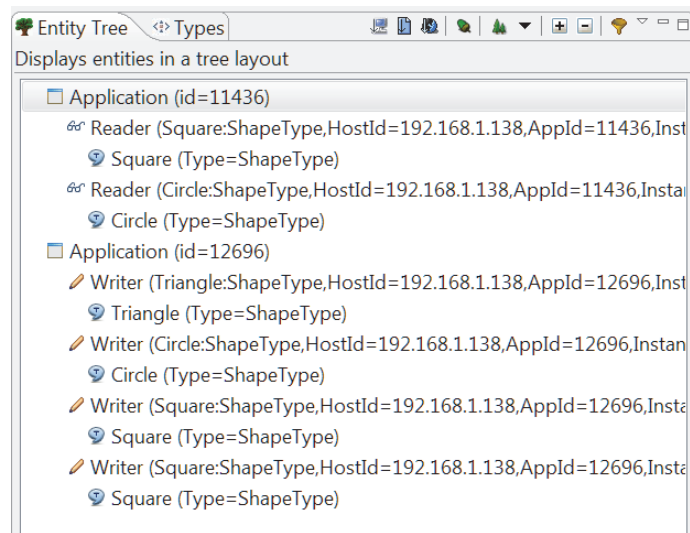 Entity Tree Types
Displays entities in a tree layout
Application (id=11436)
Reader (Square:ShapeType,HostId=192.168.1.138,AppId=11436,Inst
Square (Type=ShapeType)
Reader (Circle:ShapeType,HostId=192.168.1.138,AppId=11436,Insta
Circle (Type=ShapeType)
Application (id=12696)
Writer (Triangle:ShapeType,HostId=192.168.1.138,AppId=12696,Inst
Triangle (Type=ShapeType)
Writer (Circle:ShapeType,HostId=192.168.1.138,AppId=12696,Instan
Circle (Type=ShapeType)
Writer (Square:ShapeType,HostId=192.168.1.138,AppId=12696,Insta
Square (Type=ShapeType)
Writer (Square:ShapeType,HostId=192.168.1.138,AppId=12696,Insta
Square (Type=ShapeType)